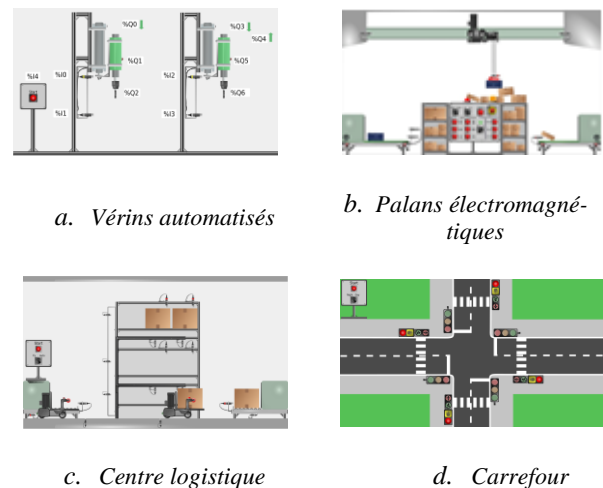 %Q0
%Q3
%Q4
%I0
%Q1
%I2
%Q5
%I4
%Q2
%Q6
%I1
%I3
a. Vérins automatisés
b. Palans électromagné-
tiques
c. Centre logistique
d. Carrefour